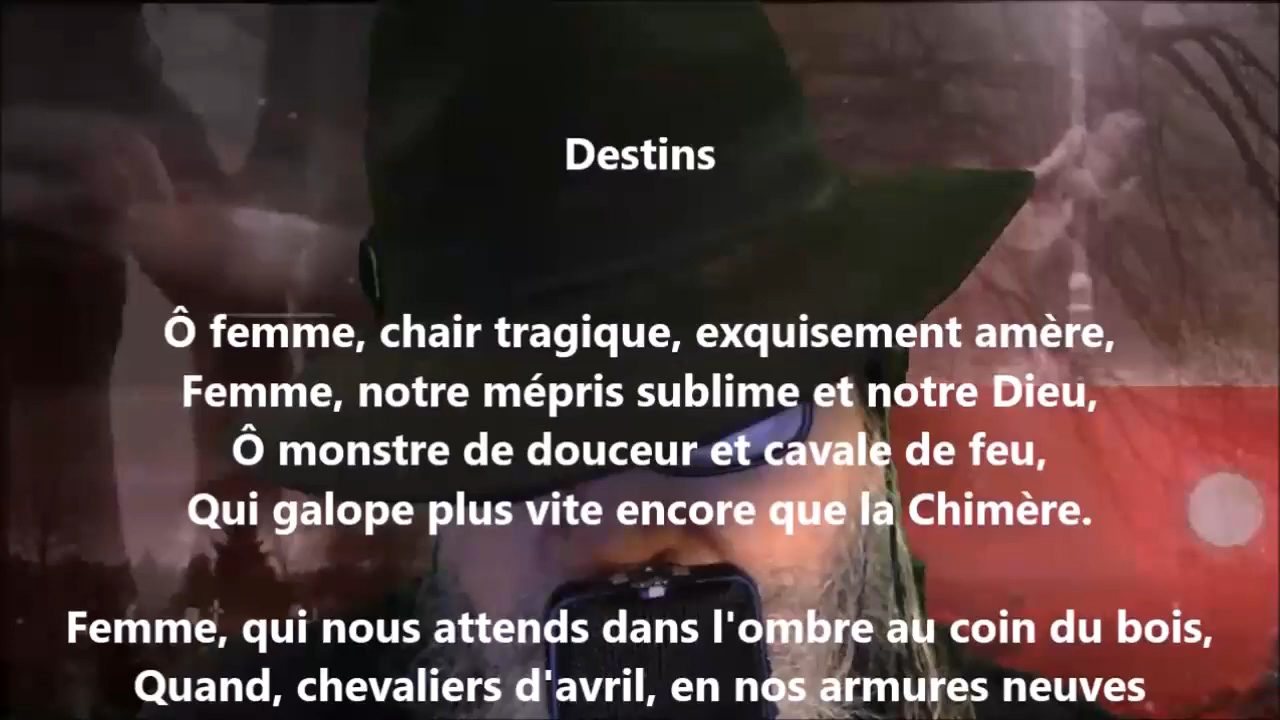 Destins
Ô femme, chair tragique, exquisement amère,
Femme, notre mépris sublime et notre Dieu,
Ô monstre de douceur et cavale de feu,
Qui galope plus vite encore que la Chimère.
Femme, qui nous attends dans l'ombre au coin du bois,
Quand, chevaliers d'avril, en nos armures neuves